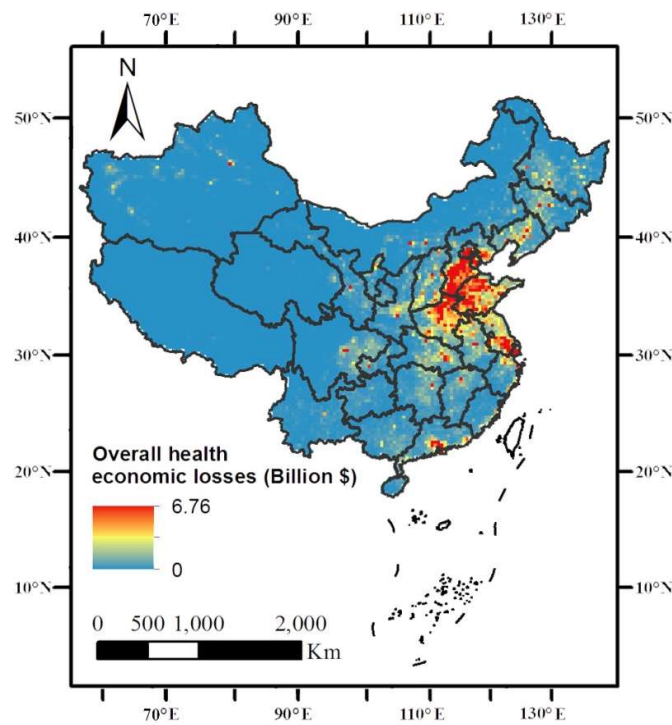 70°E 90°E 110°E 130°E
N
50°N 50°N
40°N 40°N
30°N 30°N
20°N 20°N
10°N 10°N
Overall health
economic losses (Billion $)
6.76
0
0 500 1,000 2,000
Km
70°E 90°E 110°E 130°E